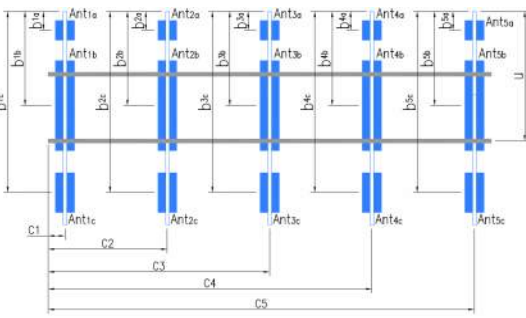 b1a
Ant1a
b2a
Ant2a
b3a
Ant3a
b4a
Ant4a
b5a
Ant5a
b1b
Ant1b
b2b
Ant2b
b3b
Ant3b
b4b
Ant4b
b5b
Ant5b
u
b1c
b2c
b3c
b4c
b5c
Ant1c
Ant2c
Ant3c
Ant4c
Ant5c
C1
C2
C3
C4
C5